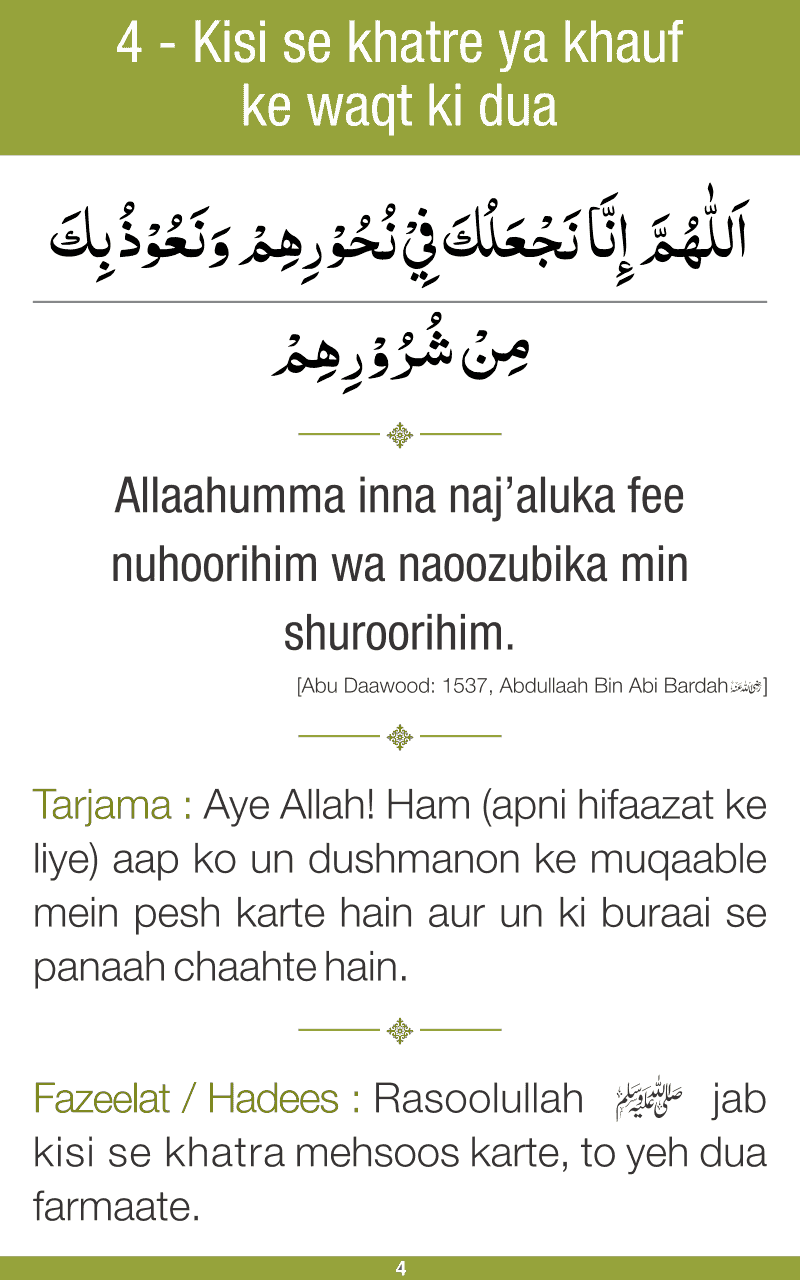 4 - Kisi se khatre ya khauf
ke waqt ki dua
اَللّٰهُمَّ إِنَّا نَجْعَلُكَ فِيْ نُحُوْرِهِمْ وَنَعُوْذُ بِكَ
مِنْ شُرُوْرِهِمْ
Allaahumma inna naj’aluka fee
nuhoorihim wa naoozubika min
shuroorihim.
[Abu Daawood: 1537, Abdullaah Bin Abi Bardah رضي الله عنه]
Tarjama : Aye Allah! Ham (apni hifaazat ke
liye) aap ko un dushmanon ke muqaable
mein pesh karte hain aur un ki buraai se
panaah chaahte hain.
Fazeelat / Hadees : Rasoolullah ﷺ jab
kisi se khatra mehsoos karte, to yeh dua
farmaate.
4